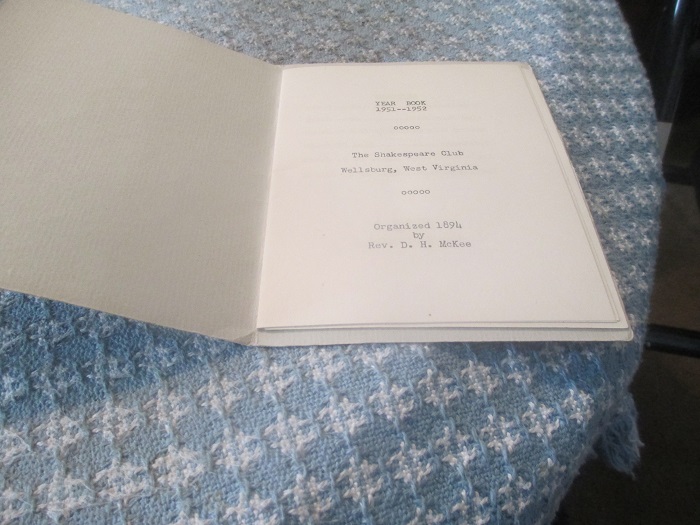 YEAR BOOK
1951--1952
ooooo
The Shakespeare Club
Wellsburg, West Virginia
ooooo
Organized 1894
by
Rev. D. H. McKee